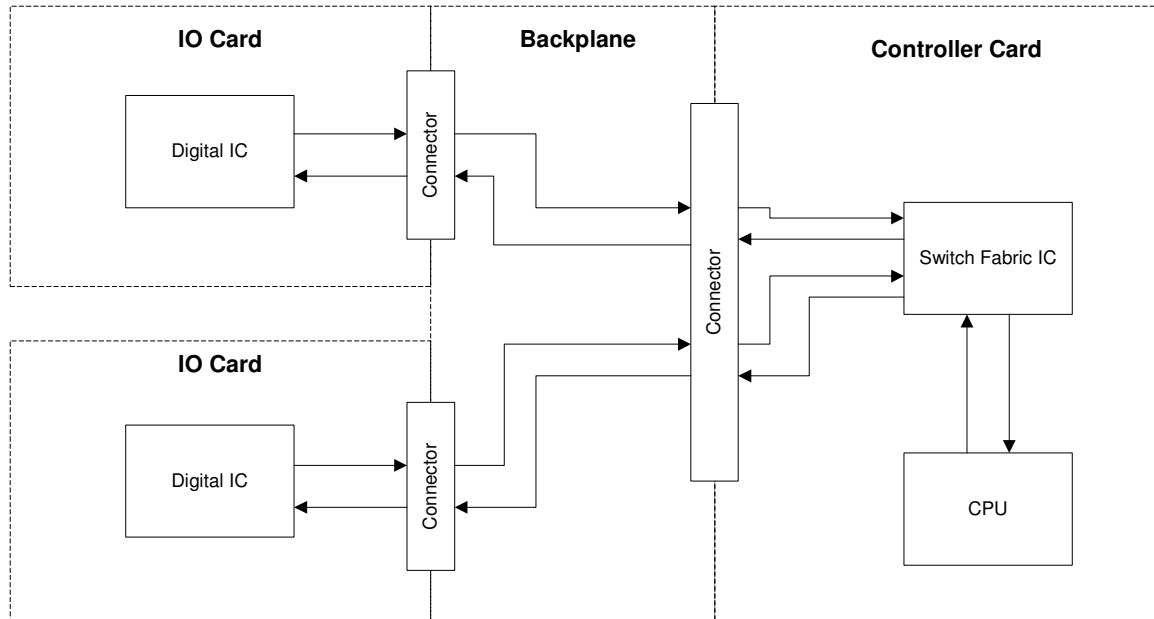 IO Card
Backplane
Controller Card
Digital IC
Connector
Connector
Switch Fabric IC
IO Card
Digital IC
Connector
CPU